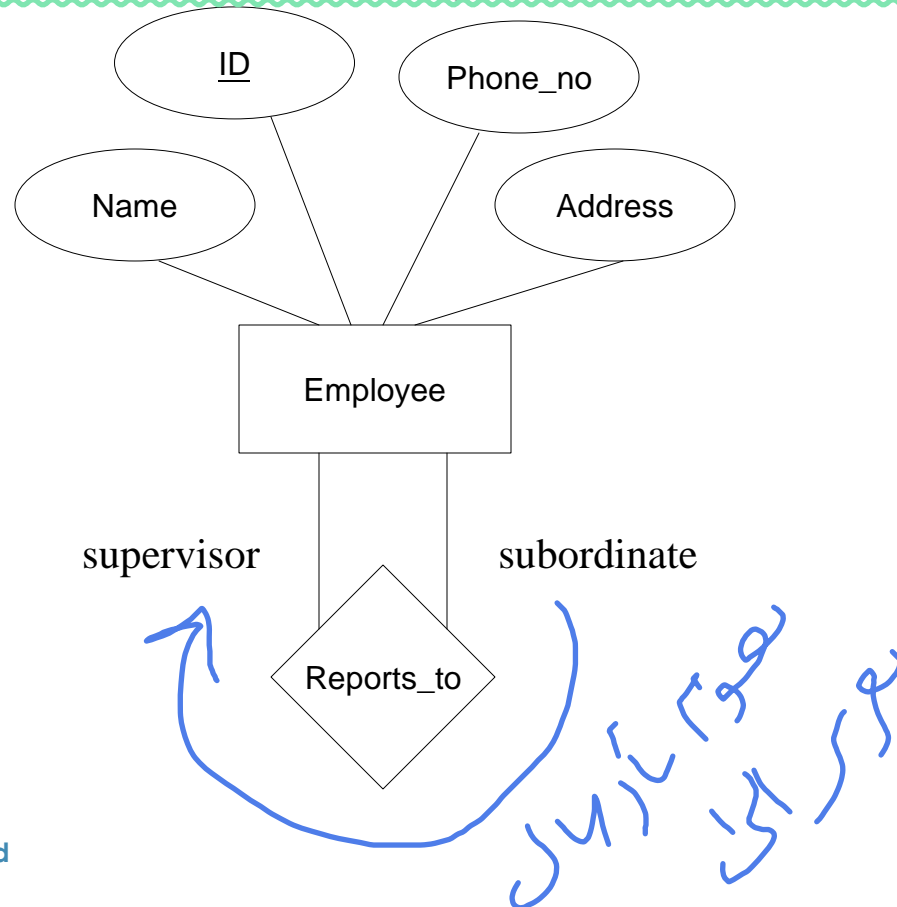 ID
Phone_no
Name
Address
Employee
supervisor
subordinate
Reports_to
d